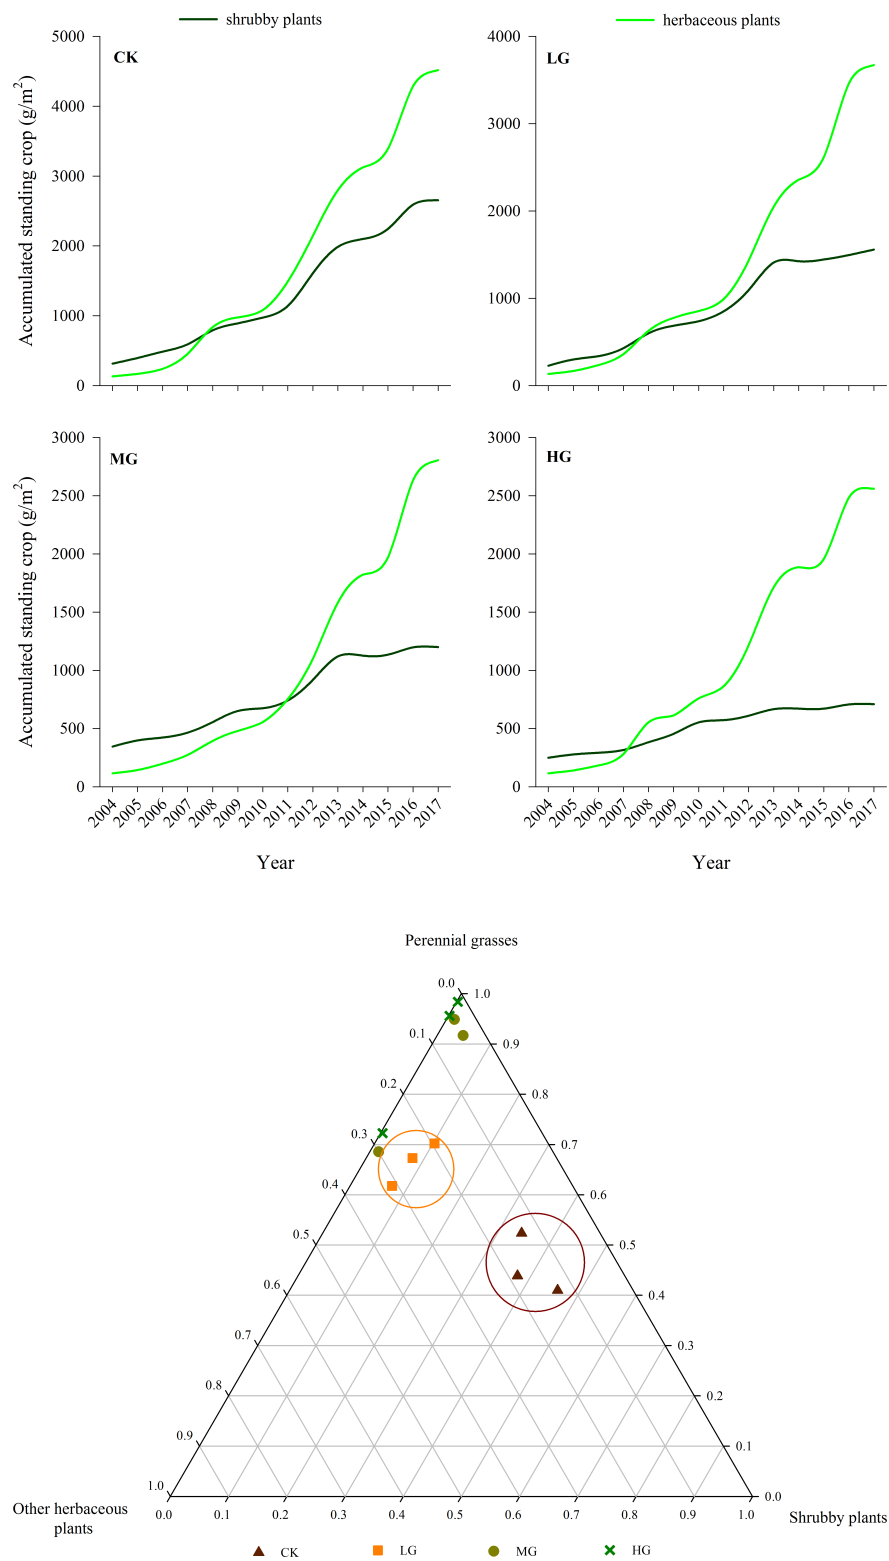 shrubby plants herbaceous plants
5000 4000
CK LG
4000
3000
3000
2000
2000
1000
1000
0 0
Accumulated standing crop (g/m²)
3000 3000
MG HG
2500 2500
2000 2000
1500 1500
1000 1000
500 500
0 0
Accumulated standing crop (g/m²)
2004 2005 2006 2007 2008 2009 2010 2011 2012 2013 2014 2015 2016 2017 2004 2005 2006 2007 2008 2009 2010 2011 2012 2013 2014 2015 2016 2017
Year Year
Perennial grasses
0.0 1.0
0.1 0.9
0.2 0.8
0.3 0.7
0.4 0.6
0.5 0.5
0.6 0.4
0.7 0.3
0.8 0.2
0.9 0.1
1.0 0.0
0.0 0.1 0.2 0.3 0.4 0.5 0.6 0.7 0.8 0.9 1.0
Other herbaceous
plants
Shrubby plants
CK LG MG HG